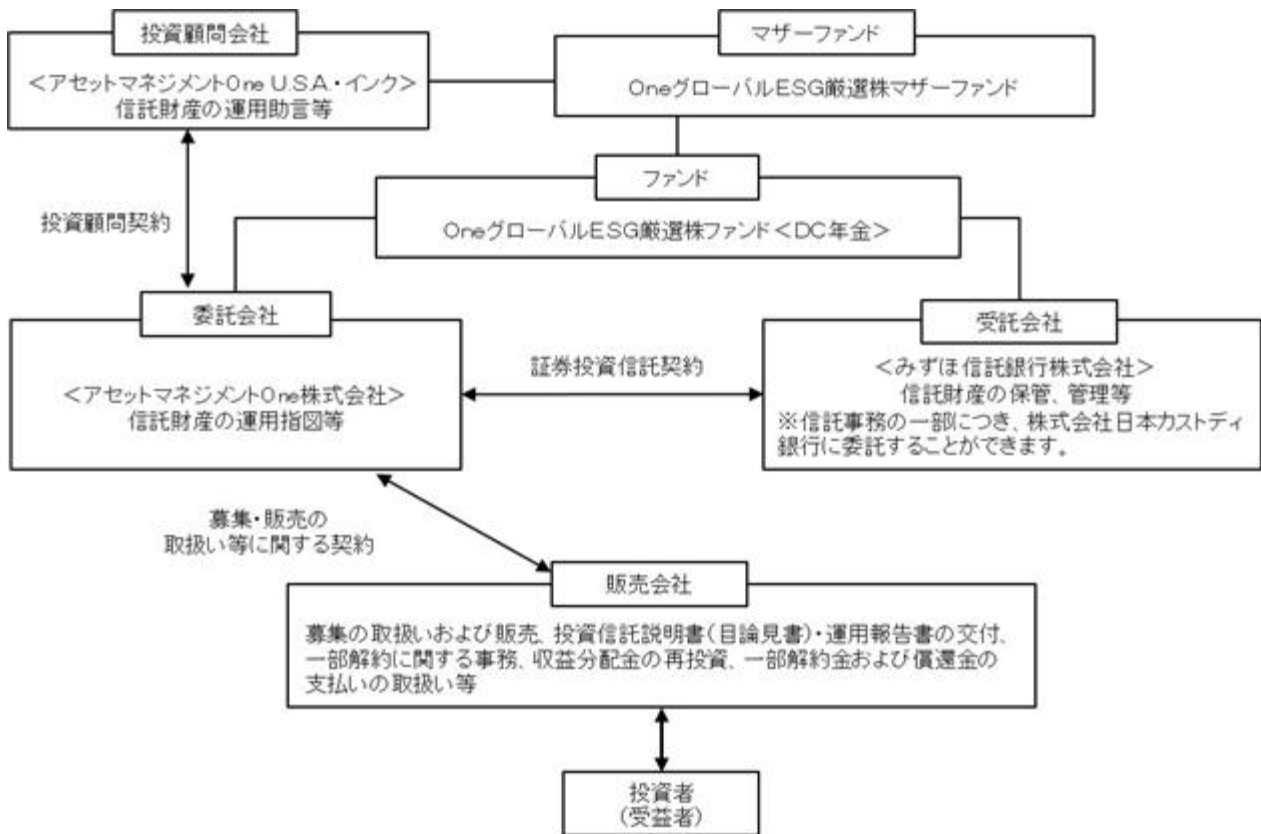 投資顧問会社
<アセットマネジメントOne U.S.A.・インク>
信託財産の運用助言等
マザーファンド
OneグローバルESG厳選株マザーファンド
ファンド
OneグローバルESG厳選株ファンド<DC年金>
投資顧問契約
委託会社
<アセットマネジメントOne株式会社>
信託財産の運用指図等
証券投資信託契約
受託会社
<みずほ信託銀行株式会社>
信託財産の保管、管理等
※信託事務の一部につき、株式会社日本カストディ
銀行に委託することができます。
募集・販売の
取扱い等に関する契約
販売会社
募集の取扱いおよび販売、投資信託説明書(目論見書)・運用報告書の交付、
一部解約に関する事務、収益分配金の再投資、一部解約金および償還金の
支払いの取扱い等
投資者
(受益者)